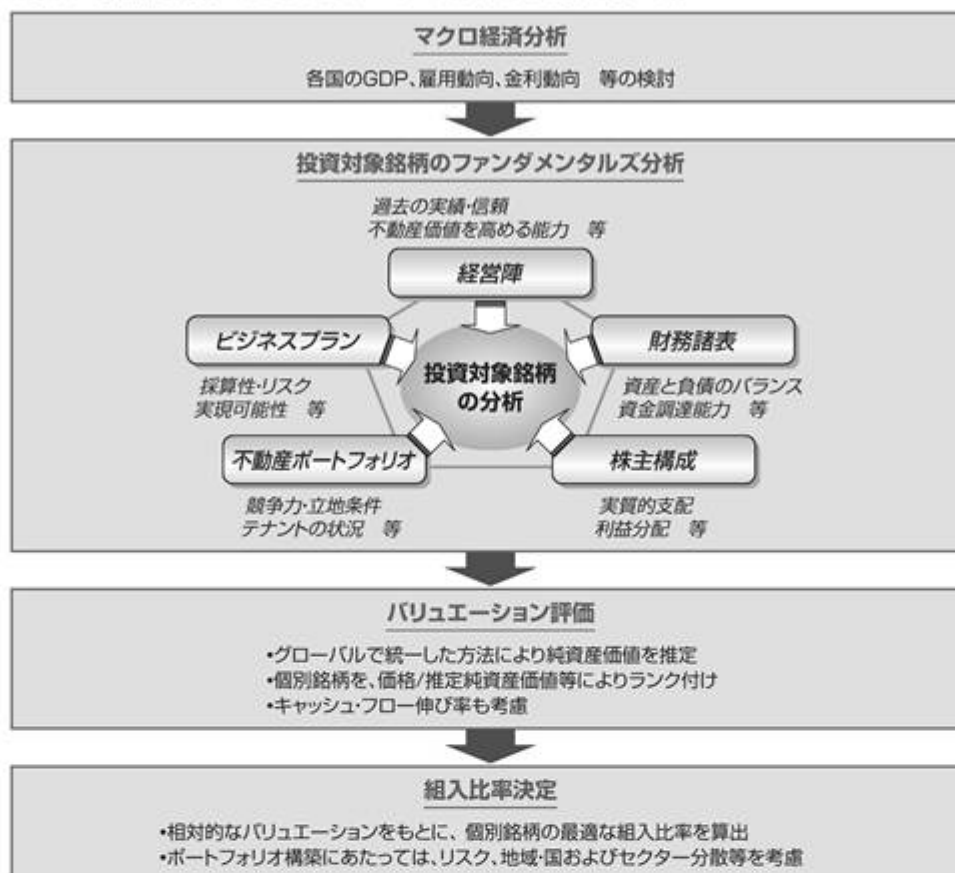 マクロ経済分析
各国のGDP、雇用動向、金利動向　等の検討
投資対象銘柄のファンダメンタルズ分析
過去の実績・信頼
不動産価値を高める能力　等
経営陣
ビジネスプラン
採算性・リスク
実現可能性　等
財務諸表
資産と負債のバランス
資金調達能力　等
投資対象銘柄
の分析
不動産ポートフォリオ
競争力・立地条件
テナントの状況　等
株主構成
実質的支配
利益分配　等
バリュエーション評価
•グローバルで統一した方法により純資産価値を推定
•個別銘柄を、価格/推定純資産価値等によりランク付け
•キャッシュ・フロー伸び率も考慮
組入比率決定
•相対的なバリュエーションをもとに、個別銘柄の最適な組入比率を算出
•ポートフォリオ構築にあたっては、リスク、地域・国およびセクター分散等を考慮